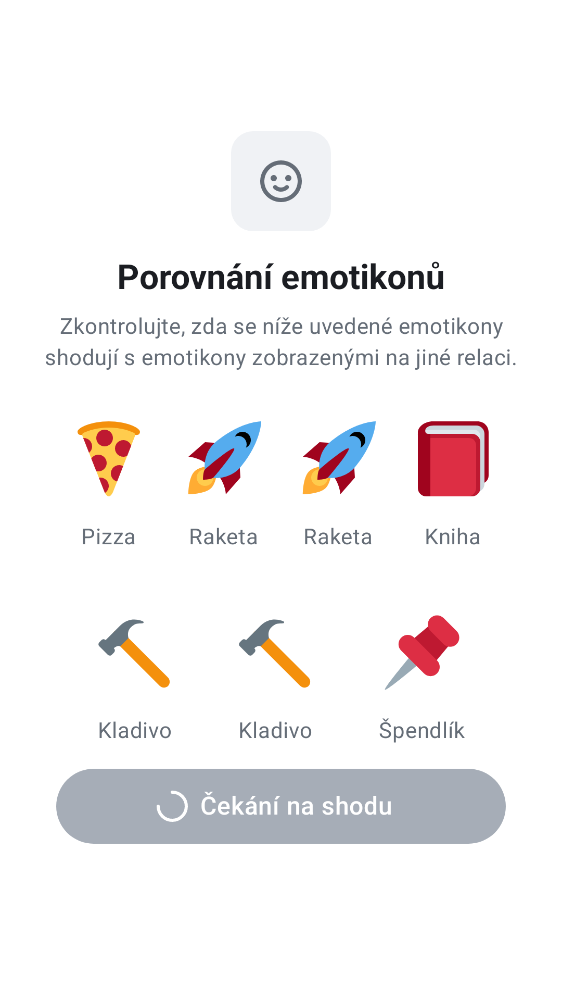 Porovnání emotikonů
Zkontrolujte, zda se níže uvedené emotikony
shodují s emotikony zobrazenými na jiné relaci.
Pizza
Raketa
Raketa
Kniha
Kladivo
Kladivo
Špendlík
Čekání na shodu